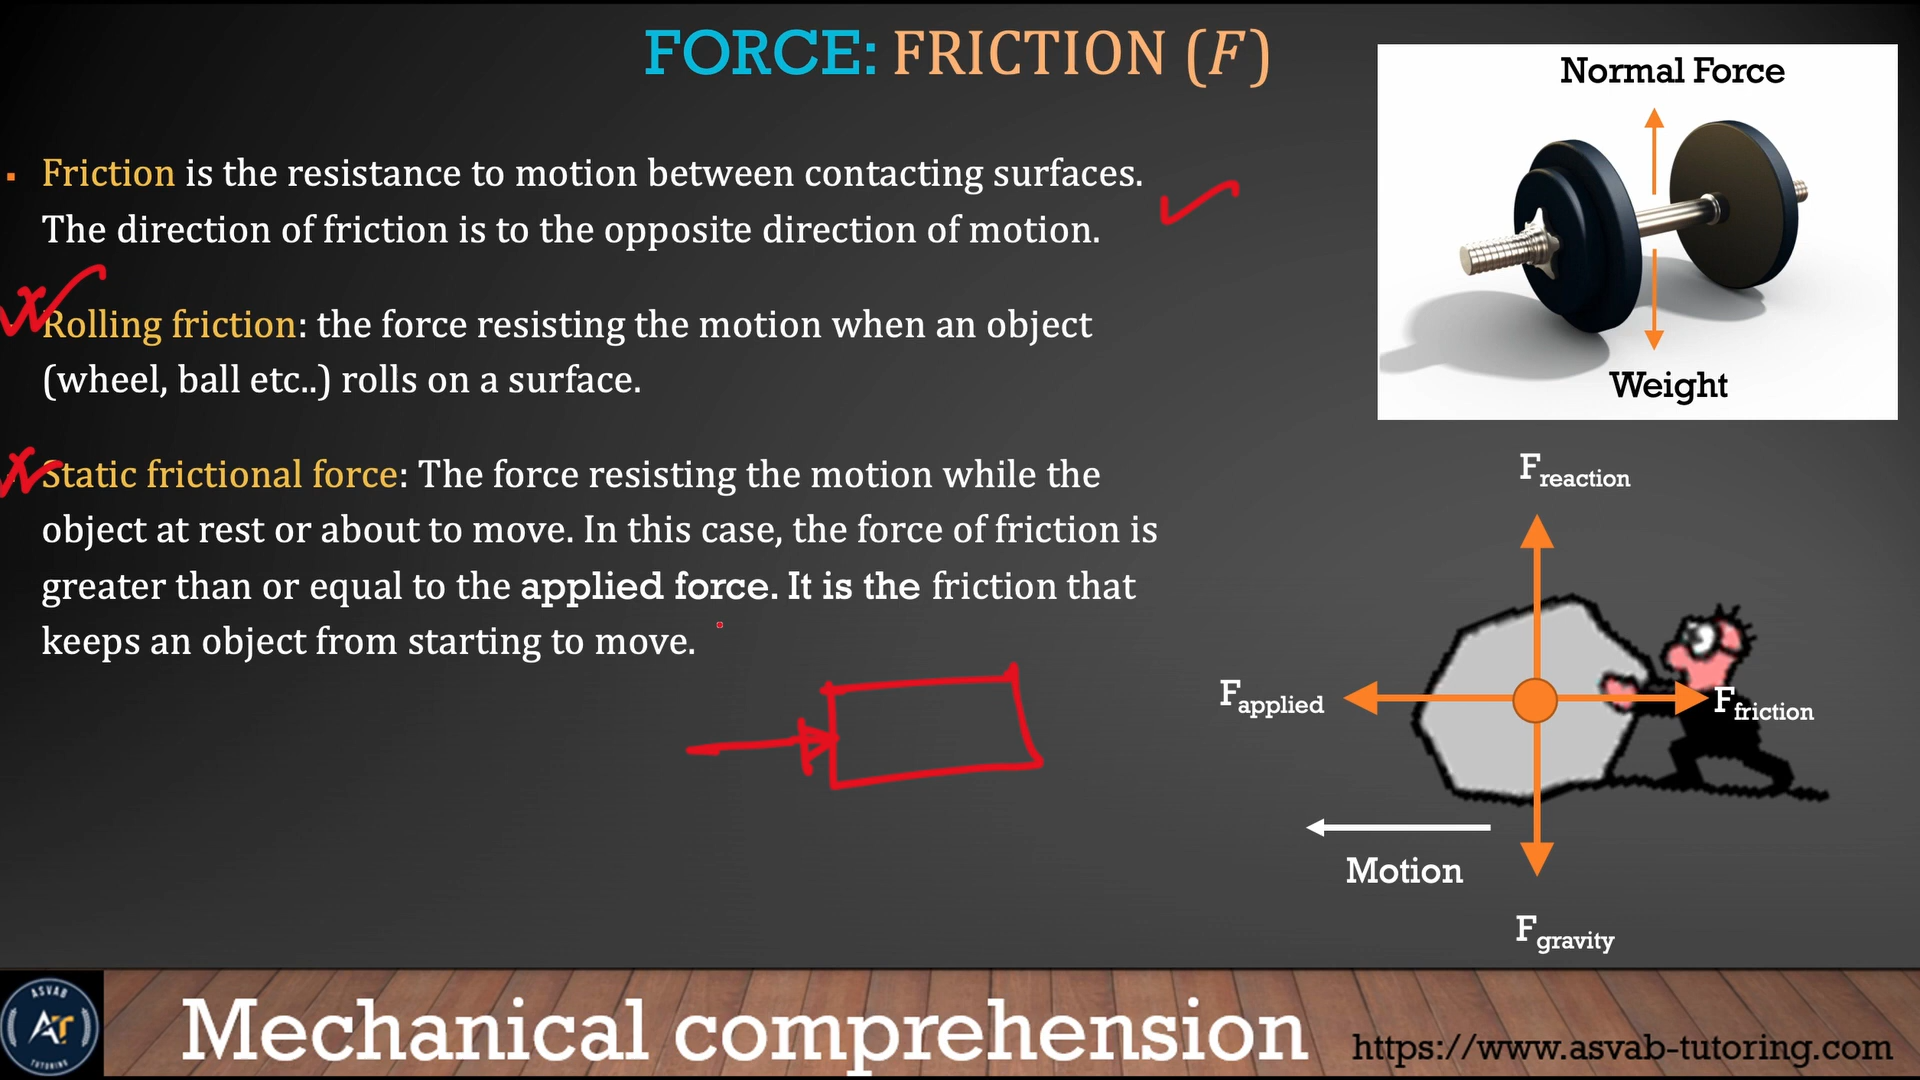 FORCE: FRICTION (F)
Friction is the resistance to motion between contacting surfaces.
The direction of friction is to the opposite direction of motion.
Rolling friction: the force resisting the motion when an object
(wheel, ball etc..) rolls on a surface.
Static frictional force: The force resisting the motion while the
object at rest or about to move. In this case, the force of friction is
greater than or equal to the applied force. It is the friction that
keeps an object from starting to move.
Normal Force
Weight
Freaction
Fapplied
Ffriction
Motion
Fgravity
ASVAB
AT
TUTORING
Mechanical comprehension
https://www.asvab-tutoring.com